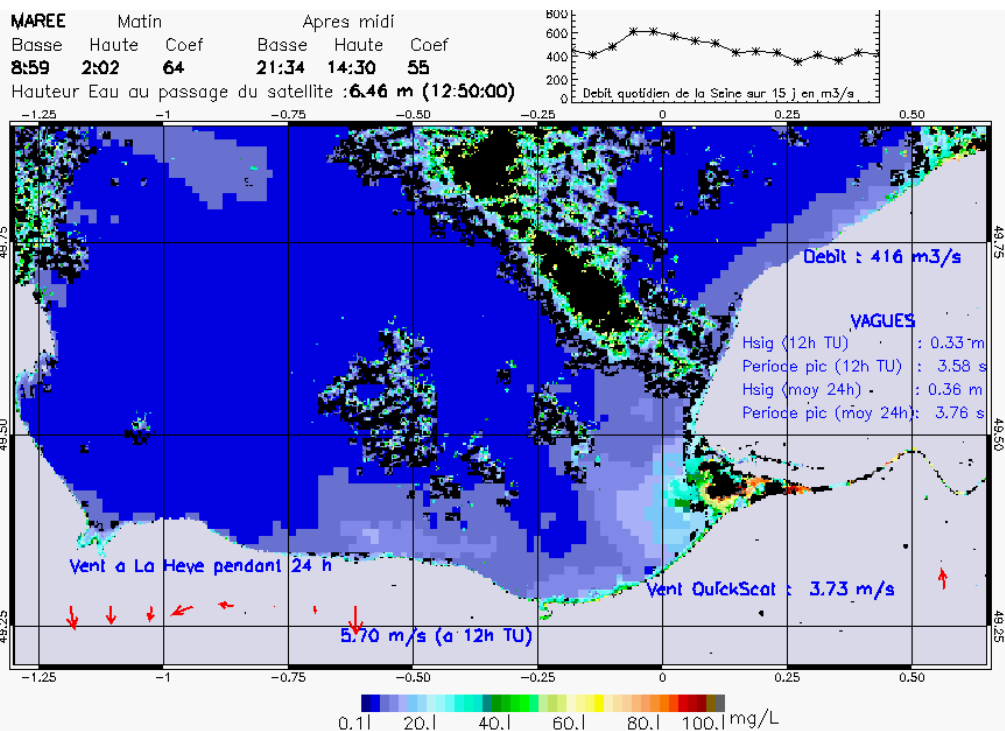 MAREE Matin Apres midi
Basse Haute Coef Basse Haute Coef
8:59 2:02 64 21:34 14:30 55
Hauteur Eau au passage du satellite :6.46 m (12:50:00)
800
600
400
200
0
Debit quotidien de la Seine sur 15 j en m3/s
-1.25 -1 -0.75 -0.50 -0.25 0 0.25 0.50
49.75 49.75
Debit : 416 m3/s
VAGUES
Hsig (12h TU) : 0.33 m
Periode pic (12h TU) : 3.58 s
Hsig (moy 24h) : 0.36 m
Periode pic (moy 24h): 3.76 s
49.50 49.50
Vent a La Heve pendant 24 h
Vent QuickScat : 3.73 m/s
5.70 m/s (a 12h TU)
49.25 49.25
-1.25 -1 -0.75 -0.50 -0.25 0 0.25 0.50
0.1 20.1 40.1 60.1 80.1 100.1 mg/L